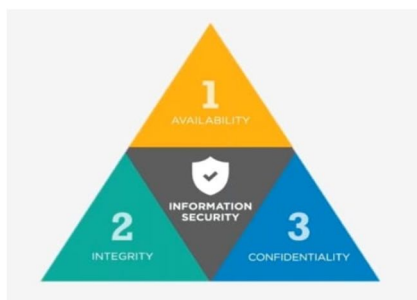 1
AVAILABILITY
INFORMATION
SECURITY
2
INTEGRITY
3
CONFIDENTIALITY